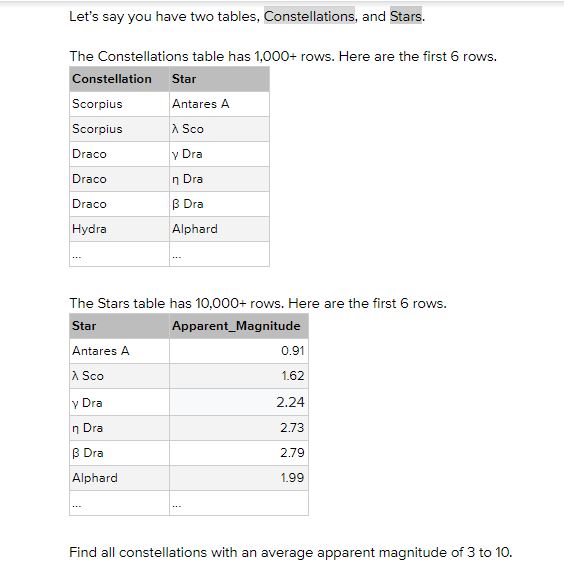 Let's say you have two tables, Constellations, and Stars.
The Constellations table has 1,000+ rows. Here are the first 6 rows.
Constellation Star
Scorpius Antares A
Scorpius λ Sco
Draco γ Dra
Draco η Dra
Draco β Dra
Hydra Alphard
... ...
The Stars table has 10,000+ rows. Here are the first 6 rows.
Star Apparent_Magnitude
Antares A 0.91
λ Sco 1.62
γ Dra 2.24
η Dra 2.73
β Dra 2.79
Alphard 1.99
... ...
Find all constellations with an average apparent magnitude of 3 to 10.